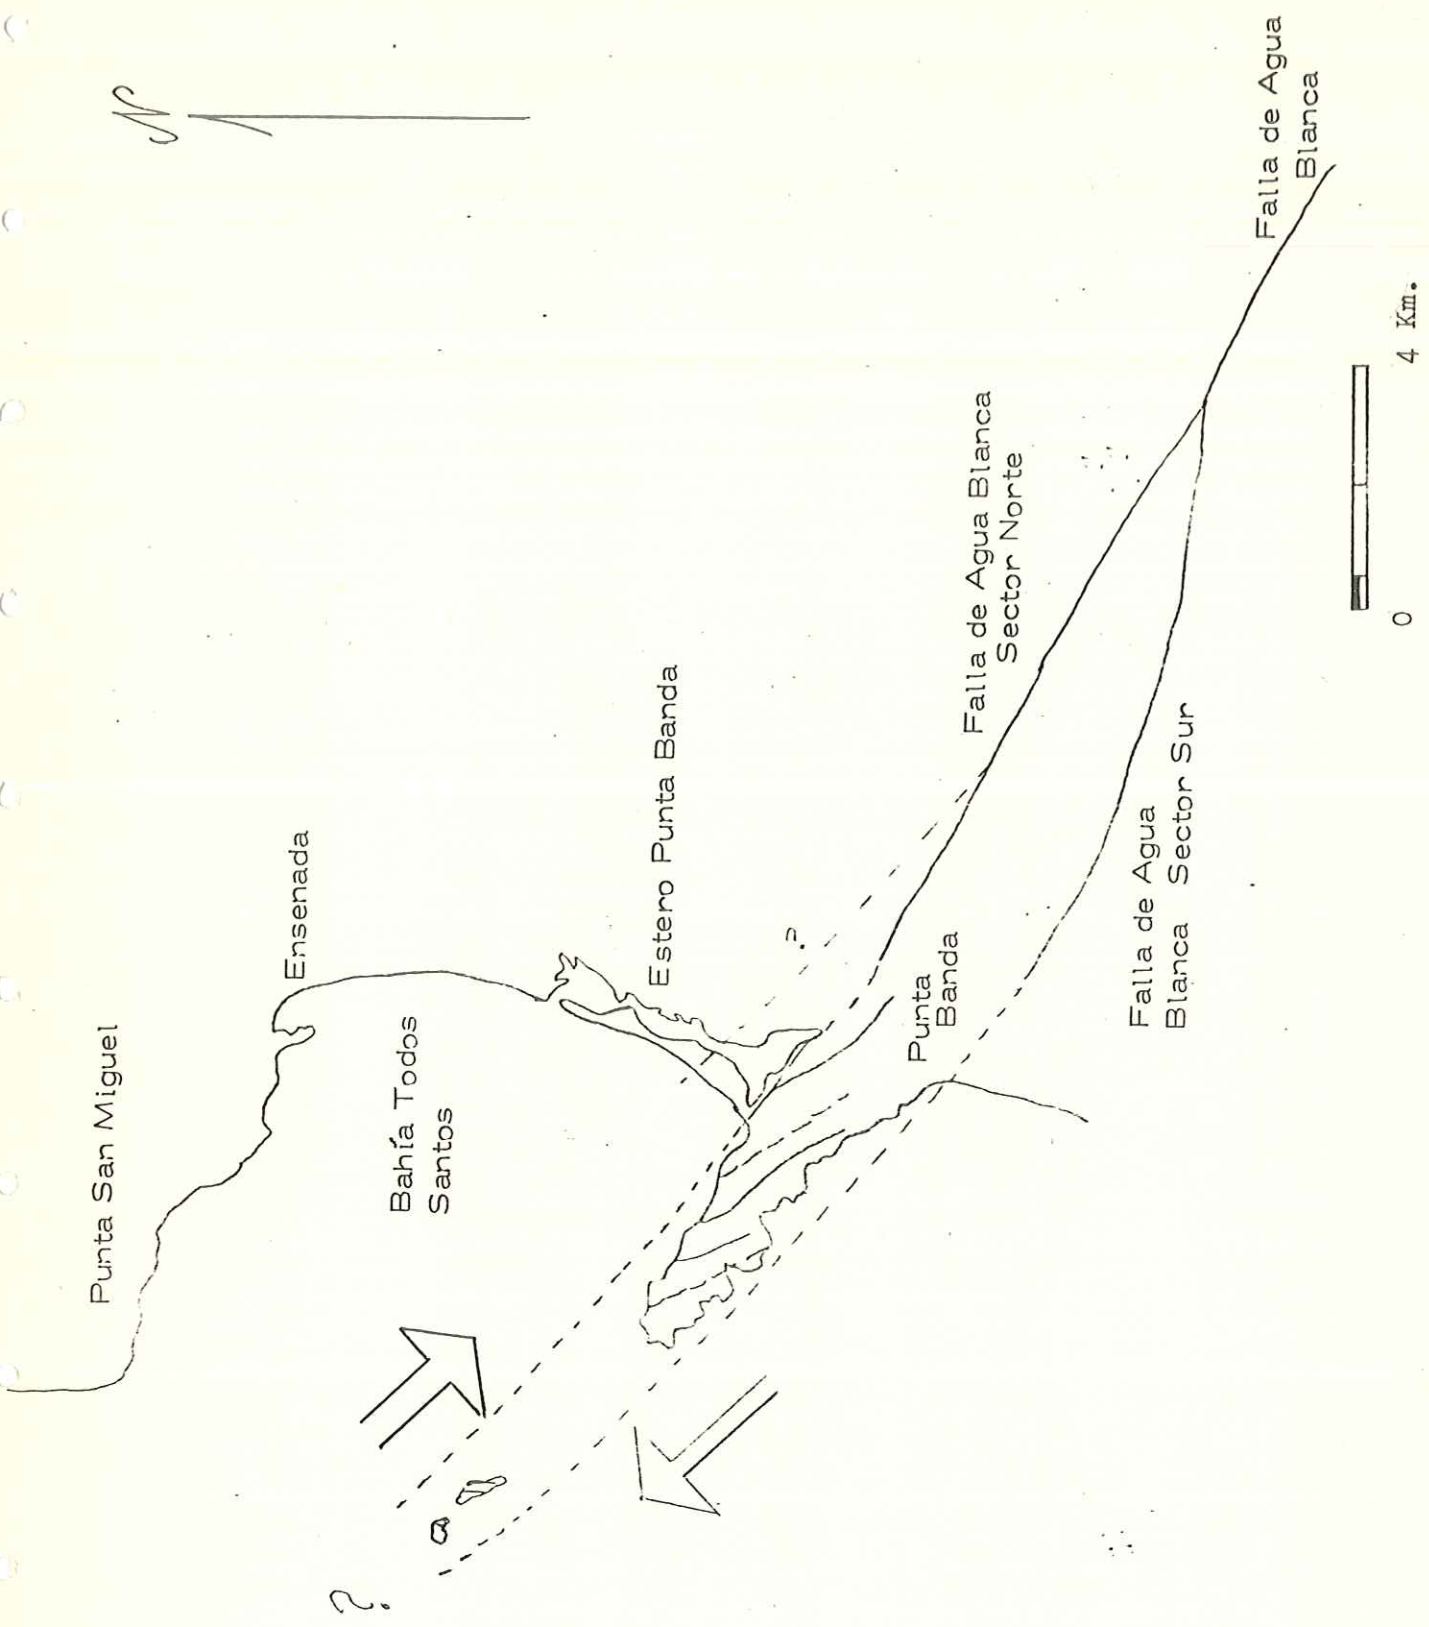 N
Punta San Miguel
Ensenada
Bahía Todos
Santos
Estero Punta Banda
?
?
Falla de Agua Blanca
Sector Norte
Punta
Banda
Falla de Agua
Blanca Sector Sur
Falla de Agua
Blanca
0 4 Km.